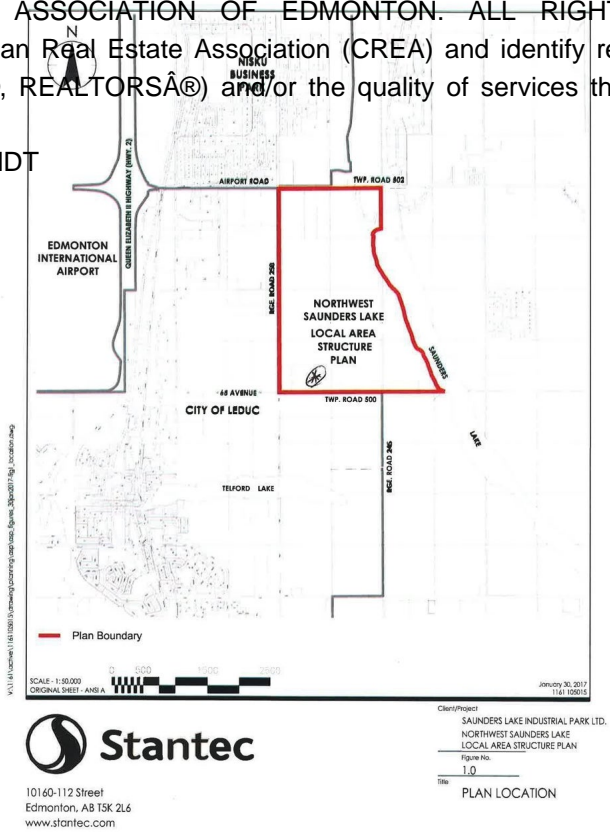 ASSOCIATION OF EDMONTON. ALL RIGHT
an Real Estate Association (CREA) and identify re
, REALTORSÂ®) and/or the quality of services th
NDT
N
NISKU
BUSINESS
PARK
AIRPORT ROAD
TWP. ROAD 502
QUEEN ELIZABETH II HIGHWAY (HWY. 2)
EDMONTON
INTERNATIONAL
AIRPORT
RGE. ROAD 250
NORTHWEST
SAUNDERS LAKE
LOCAL AREA
STRUCTURE
PLAN
SAUNDERS
LAKE
65 AVENUE
TWP. ROAD 500
CITY OF LEDUC
RGE. ROAD 245
TELFORD LAKE
Plan Boundary
0 500 1500 2500
SCALE - 1:50,000
ORIGINAL SHEET - ANSI A
January 30, 2017
1161 105015
Stantec
10160-112 Street
Edmonton, AB T5K 2L6
www.stantec.com
Client/Project
SAUNDERS LAKE INDUSTRIAL PARK LTD.
NORTHWEST SAUNDERS LAKE
LOCAL AREA STRUCTURE PLAN
Figure No.
1.0
Title
PLAN LOCATION